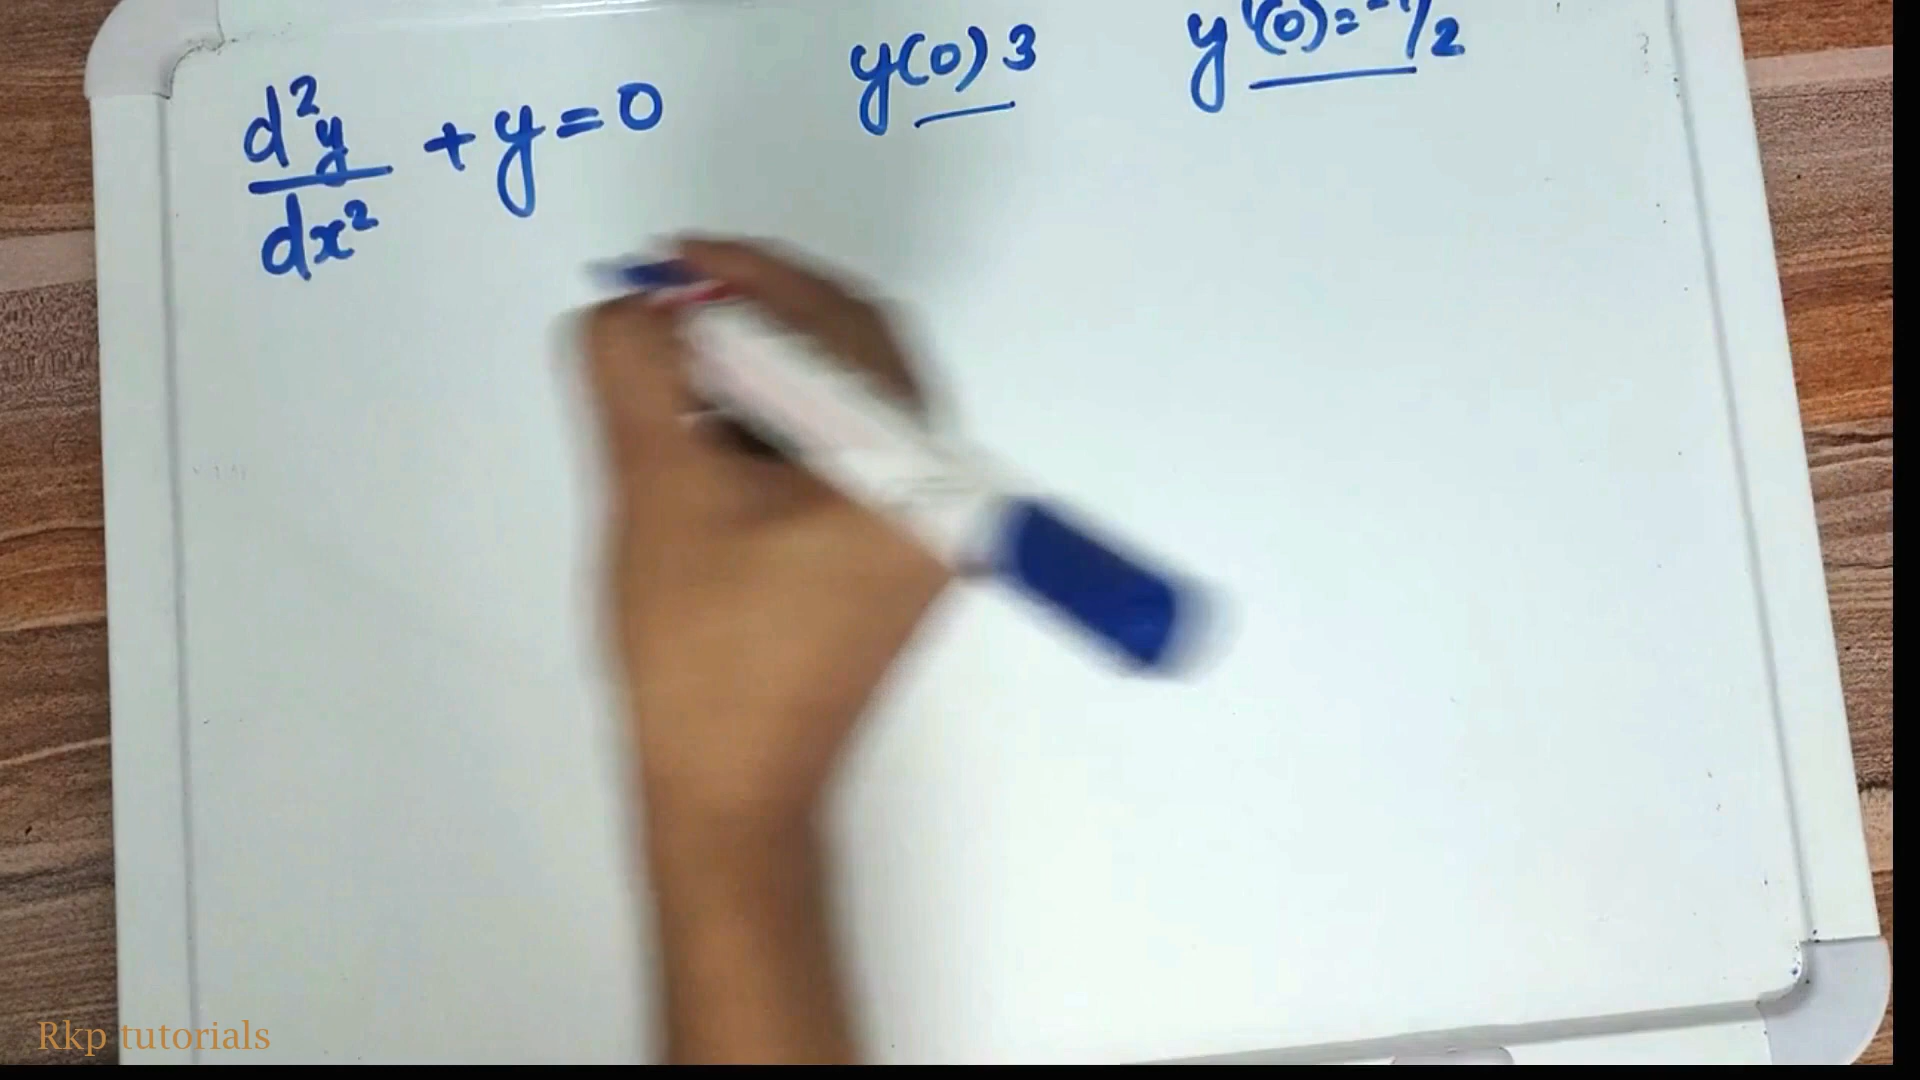 d²y/dx² + y = 0 y(0) 3 y'(0) = -1/2
Rkp tutorials